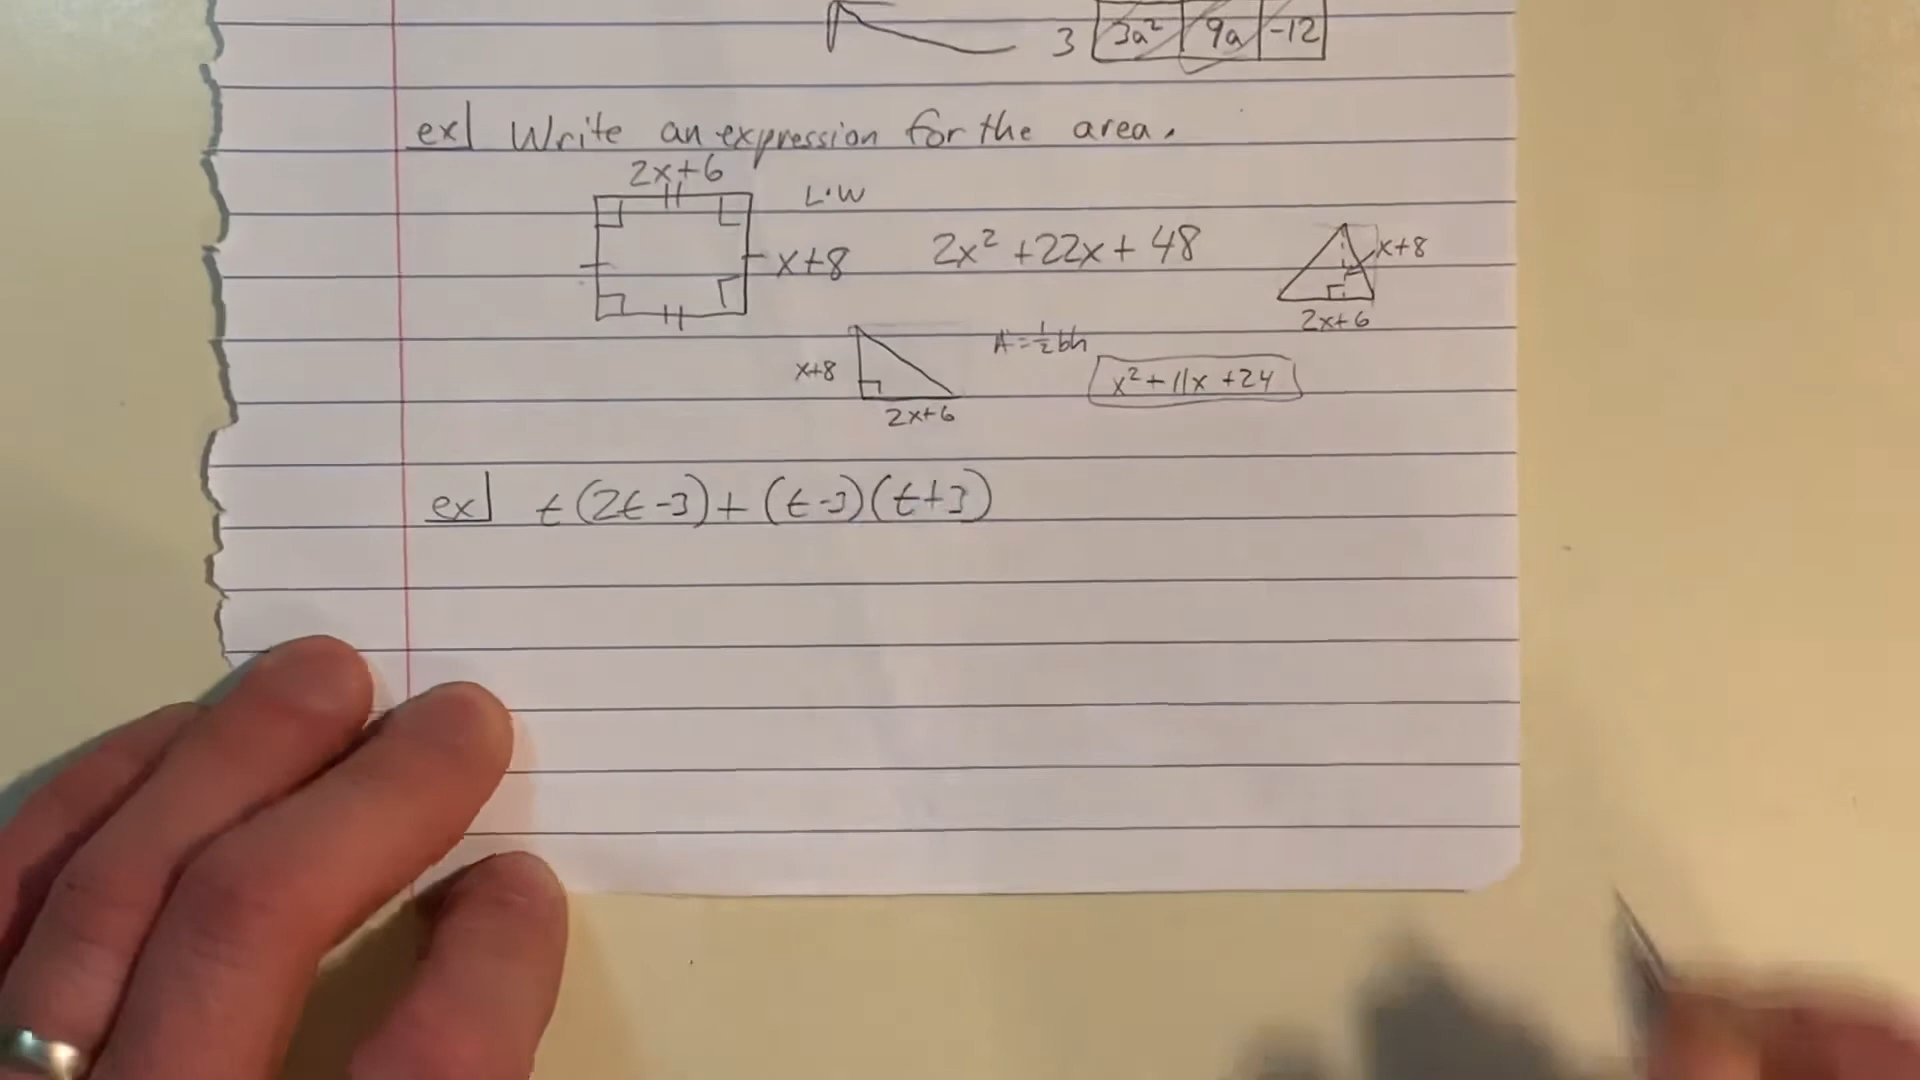 3 3a² 9a -12
ex] Write an expression for the area.
2x+6
L·W
x+8
2x² +22x+ 48
x+8
2x+6
x+8
A=½bh
x²+11x+24
2x+6
ex] t(2t-3)+(t-3)(t+3)